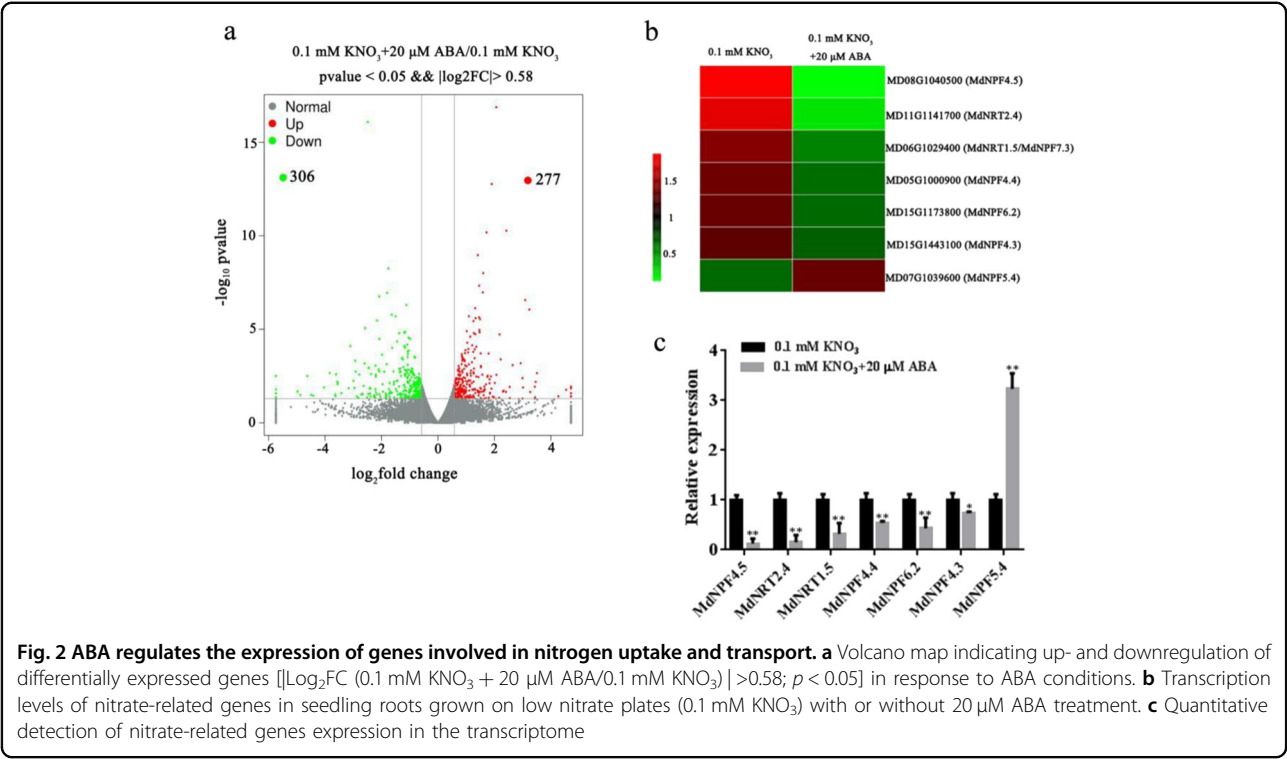 a
0.1 mM KNO₃+20 µM ABA/0.1 mM KNO₃
pvalue < 0.05 && |log2FC|> 0.58
Normal
Up
Down
306
277
15
10
5
0
-log₁₀ pvalue
-6 -4 -2 0 2 4
log₂fold change
b
0.1 mM KNO₃
0.1 mM KNO₃
+20 µM ABA
MD08G1040500 (MdNPF4.5)
MD11G1141700 (MdNRT2.4)
MD06G1029400 (MdNRT1.5/MdNPF7.3)
MD05G1000900 (MdNPF4.4)
MD15G1173800 (MdNPF6.2)
MD15G1443100 (MdNPF4.3)
MD07G1039600 (MdNPF5.4)
1.5
1
0.5
c
0.1 mM KNO₃
0.1 mM KNO₃+20 µM ABA
Relative expression
4
3
2
1
0
** ** ** ** ** * **
MdNPF4.5
MdNRT2.4
MdNRT1.5
MdNPF4.4
MdNPF6.2
MdNPF4.3
MdNPF5.4
Fig. 2 ABA regulates the expression of genes involved in nitrogen uptake and transport. a Volcano map indicating up- and downregulation of
differentially expressed genes [|Log₂FC (0.1 mM KNO₃ + 20 µM ABA/0.1 mM KNO₃) | >0.58; p < 0.05] in response to ABA conditions. b Transcription
levels of nitrate-related genes in seedling roots grown on low nitrate plates (0.1 mM KNO₃) with or without 20 µM ABA treatment. c Quantitative
detection of nitrate-related genes expression in the transcriptome